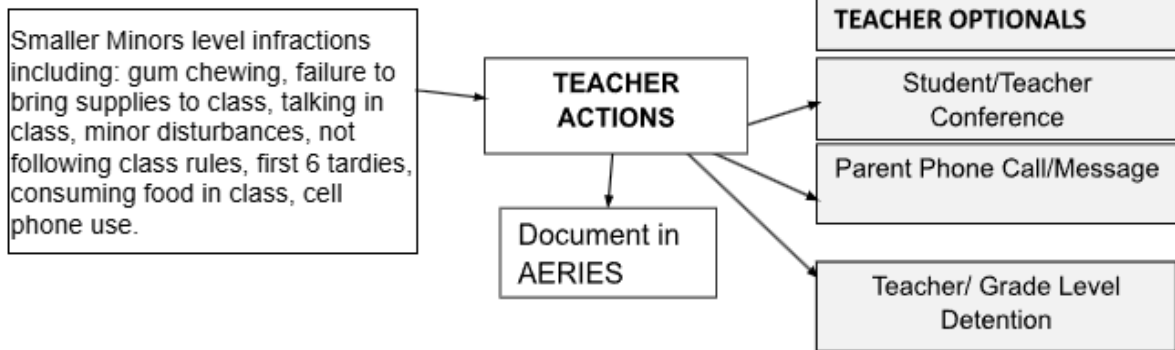 Smaller Minors level infractions
including: gum chewing, failure to
bring supplies to class, talking in
class, minor disturbances, not
following class rules, first 6 tardies,
consuming food in class, cell
phone use.
TEACHER
ACTIONS
Document in
AERIES
TEACHER OPTIONALS
Student/Teacher
Conference
Parent Phone Call/Message
Teacher/ Grade Level
Detention